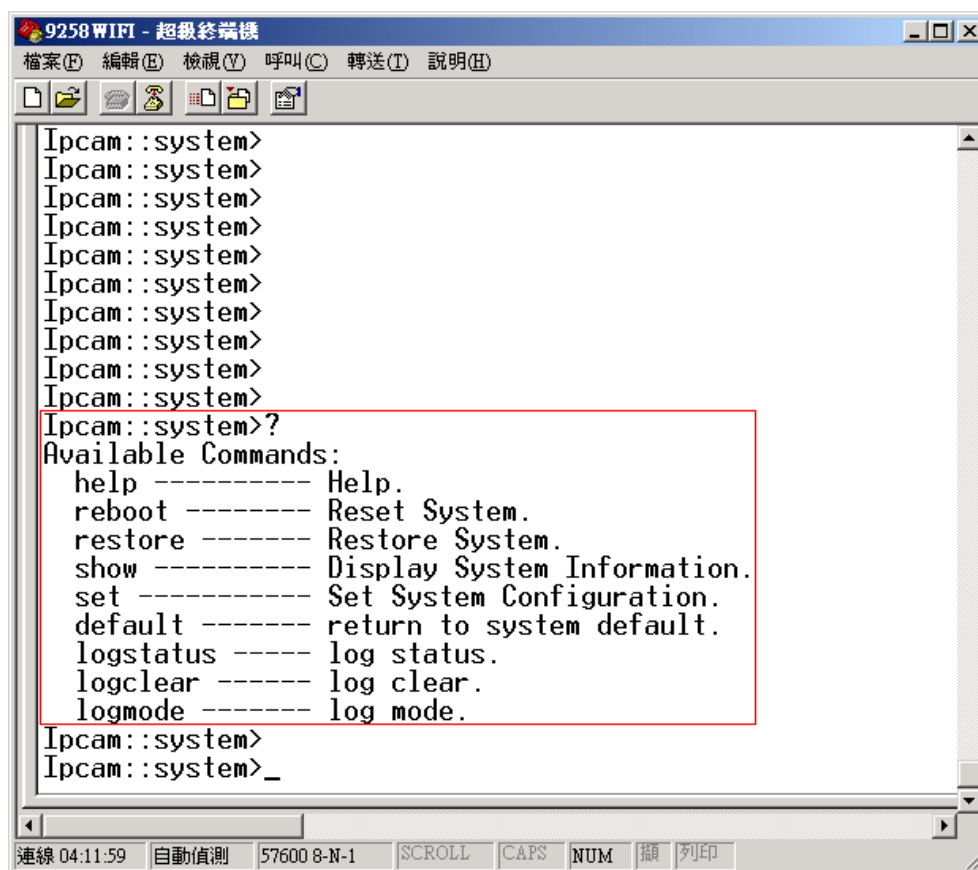 9258WIFI - 超級終端機
檔案(F) 編輯(E) 檢視(V) 呼叫(C) 轉送(T) 說明(H)
Ipcam::system>
Ipcam::system>
Ipcam::system>
Ipcam::system>
Ipcam::system>
Ipcam::system>
Ipcam::system>
Ipcam::system>
Ipcam::system>
Ipcam::system>
Ipcam::system>?
Available Commands:
help ---------- Help.
reboot -------- Reset System.
restore ------- Restore System.
show ---------- Display System Information.
set ----------- Set System Configuration.
default ------- return to system default.
logstatus ----- log status.
logclear ------ log clear.
logmode ------- log mode.
Ipcam::system>
Ipcam::system>_
連線 04:11:59 自動偵測 57600 8-N-1 SCROLL CAPS NUM 擷 列印